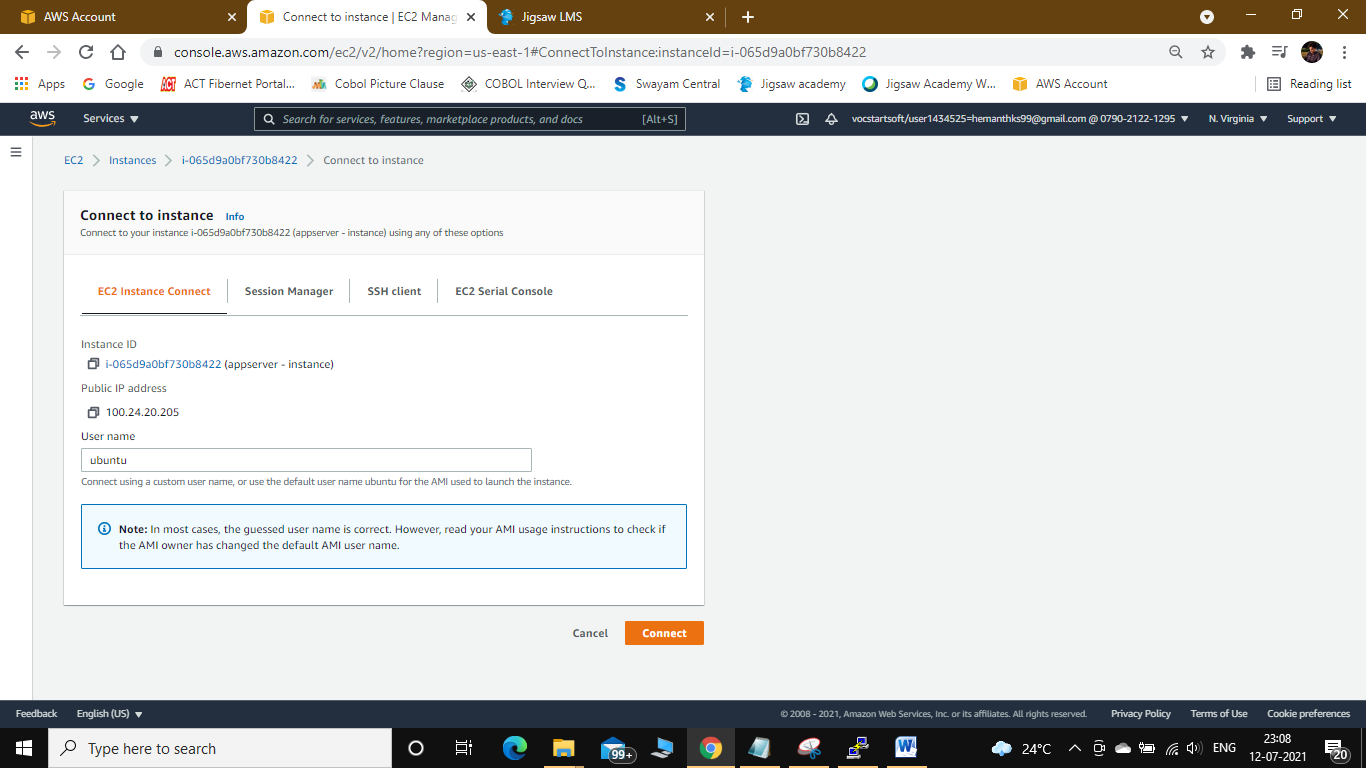 AWS Account
Connect to instance | EC2 Manag
Jigsaw LMS
console.aws.amazon.com/ec2/v2/home?region=us-east-1#ConnectToInstance:instanceId=i-065d9a0bf730b8422
Apps
Google
ACT Fibernet Portal...
Cobol Picture Clause
COBOL Interview Q...
Swayam Central
Jigsaw academy
Jigsaw Academy W...
AWS Account
Reading list
aws
Services
Search for services, features, marketplace products, and docs
[Alt+S]
vocstartsoft/user1434525=hemanthks99@gmail.com @ 0790-2122-1295
N. Virginia
Support
EC2
Instances
i-065d9a0bf730b8422
Connect to instance
Connect to instance Info
Connect to your instance i-065d9a0bf730b8422 (appserver - instance) using any of these options
EC2 Instance Connect
Session Manager
SSH client
EC2 Serial Console
Instance ID
i-065d9a0bf730b8422 (appserver - instance)
Public IP address
100.24.20.205
User name
ubuntu
Connect using a custom user name, or use the default user name ubuntu for the AMI used to launch the instance.
Note: In most cases, the guessed user name is correct. However, read your AMI usage instructions to check if
the AMI owner has changed the default AMI user name.
Cancel
Connect
Feedback
English (US)
© 2008 - 2021, Amazon Web Services, Inc. or its affiliates. All rights reserved.
Privacy Policy
Terms of Use
Cookie preferences
Type here to search
99+
24°C
ENG
23:08
12-07-2021
20